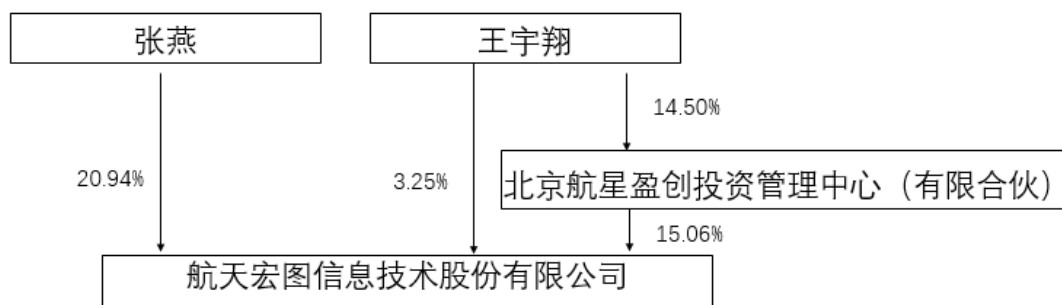 张燕
王宇翔
14.50%
20.94%
3.25%
北京航星盈创投资管理中心（有限合伙）
15.06%
航天宏图信息技术股份有限公司